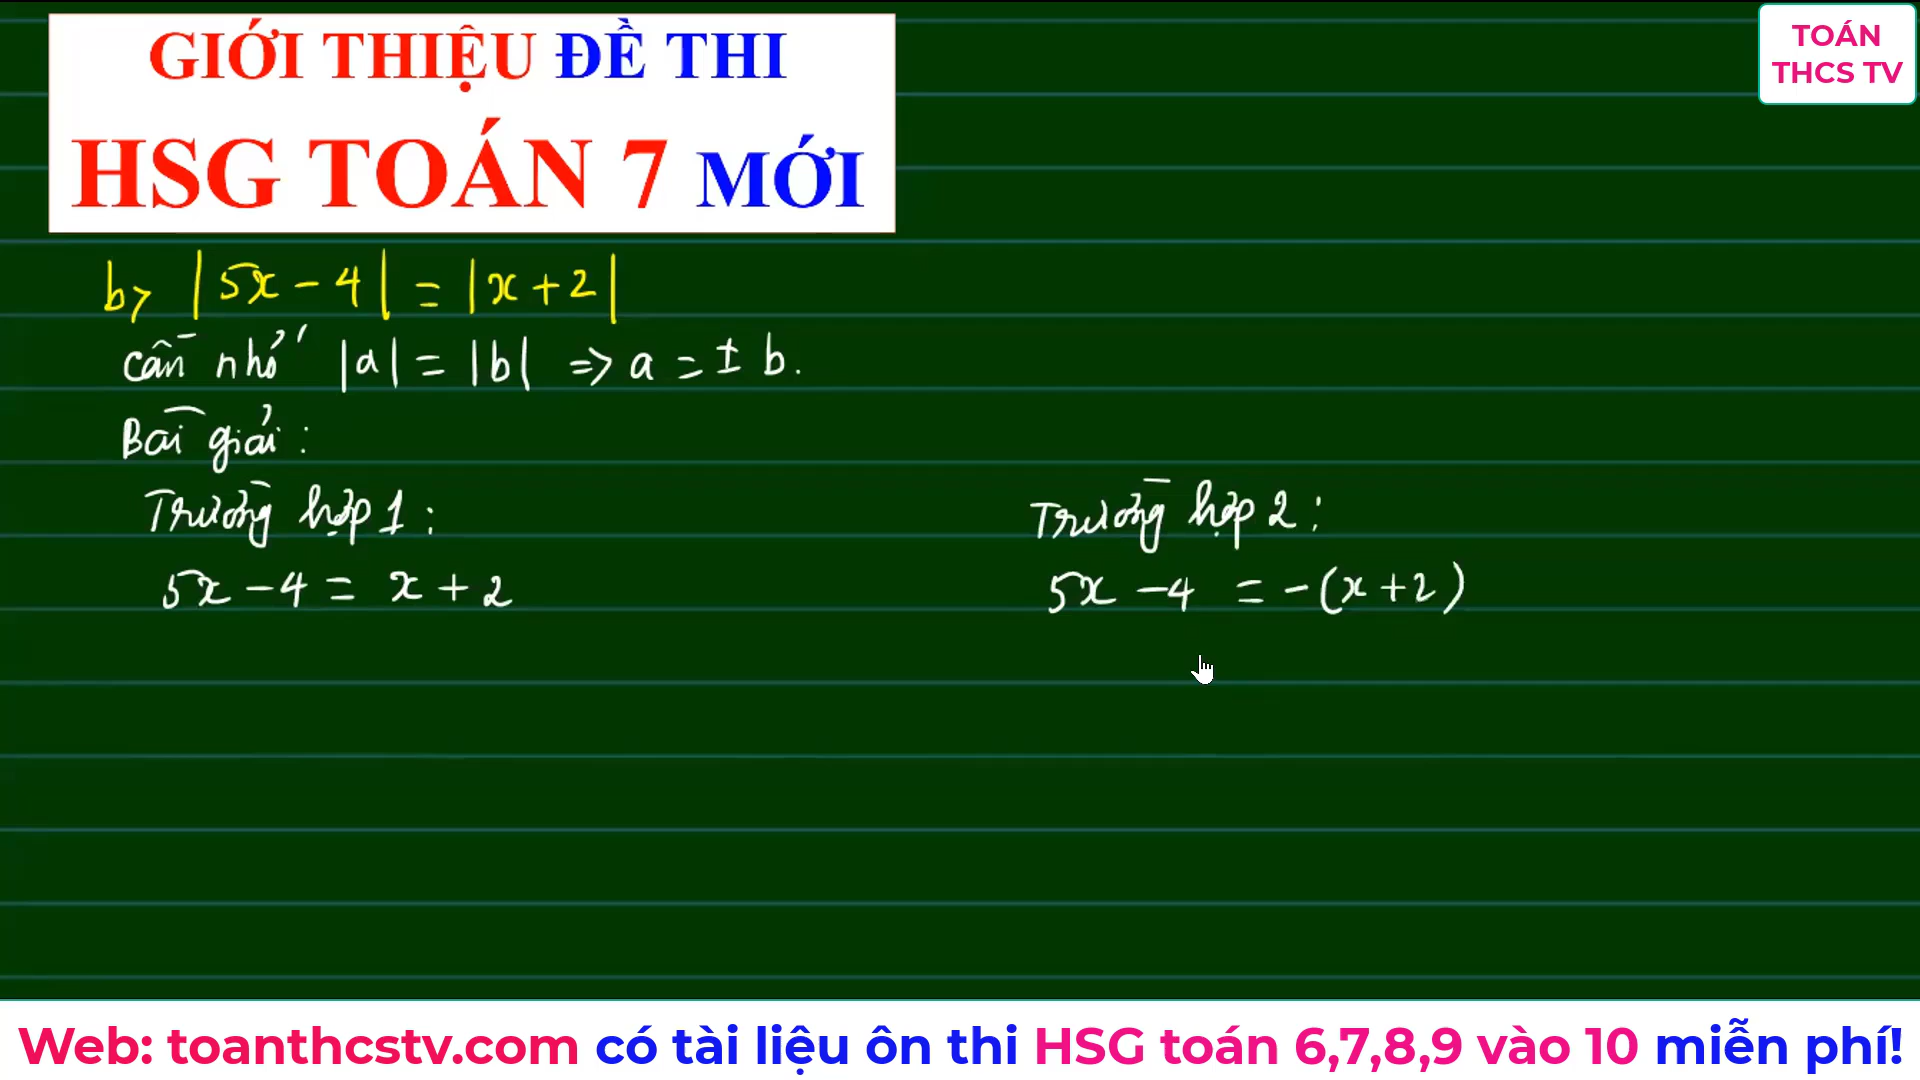 GIỚI THIỆU ĐỀ THI
HSG TOÁN 7 MỚI
TOÁN
THCS TV
b> |5x - 4| = |x + 2|
cần nhớ |a| = |b| => a = ± b.
Bài giải:
Trường hợp 1:
5x - 4 = x + 2
Trường hợp 2:
5x - 4 = -(x + 2)
Web: toanthcstv.com có tài liệu ôn thi HSG toán 6,7,8,9 vào 10 miễn phí!